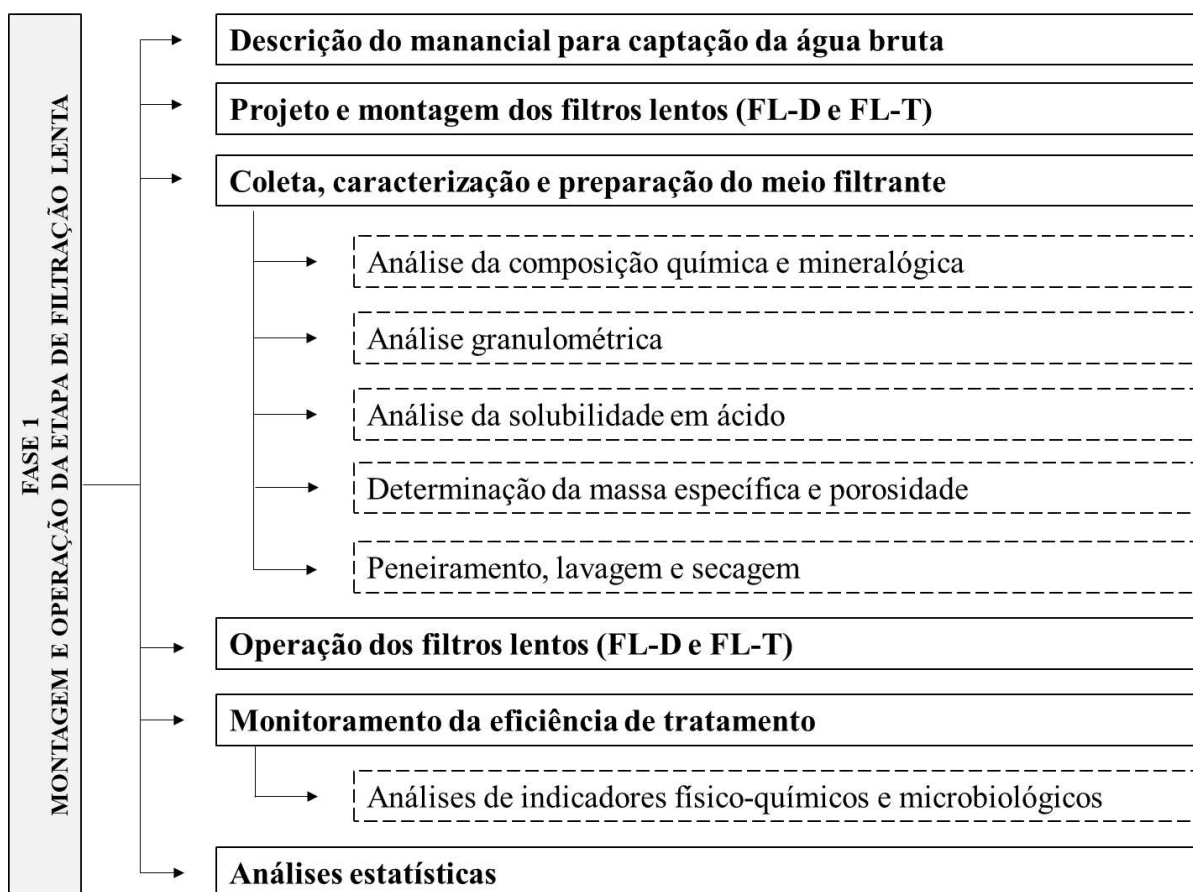 FASE 1
MONTAGEM E OPERAÇÃO DA ETAPA DE FILTRAÇÃO LENTA
Descrição do manancial para captação da água bruta
Projeto e montagem dos filtros lentos (FL-D e FL-T)
Coleta, caracterização e preparação do meio filtrante
Análise da composição química e mineralógica
Análise granulométrica
Análise da solubilidade em ácido
Determinação da massa específica e porosidade
Peneiramento, lavagem e secagem
Operação dos filtros lentos (FL-D e FL-T)
Monitoramento da eficiência de tratamento
Análises de indicadores físico-químicos e microbiológicos
Análises estatísticas